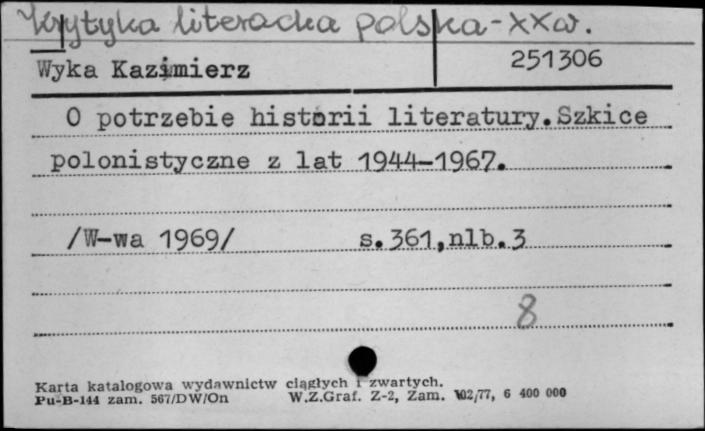 Krytyka literacka polska - XXw.
Wyka Kazimierz 251306
O potrzebie historii literatury.Szkice
polonistyczne z lat 1944-1967.
/W-wa 1969/ s.361,nlb.3
8
Karta katalogowa wydawnictw ciągłych i zwartych.
Pu-B-144 zam. 567/DW/On W.Z.Graf. Z-2, Zam. 102/77, 6 400 000